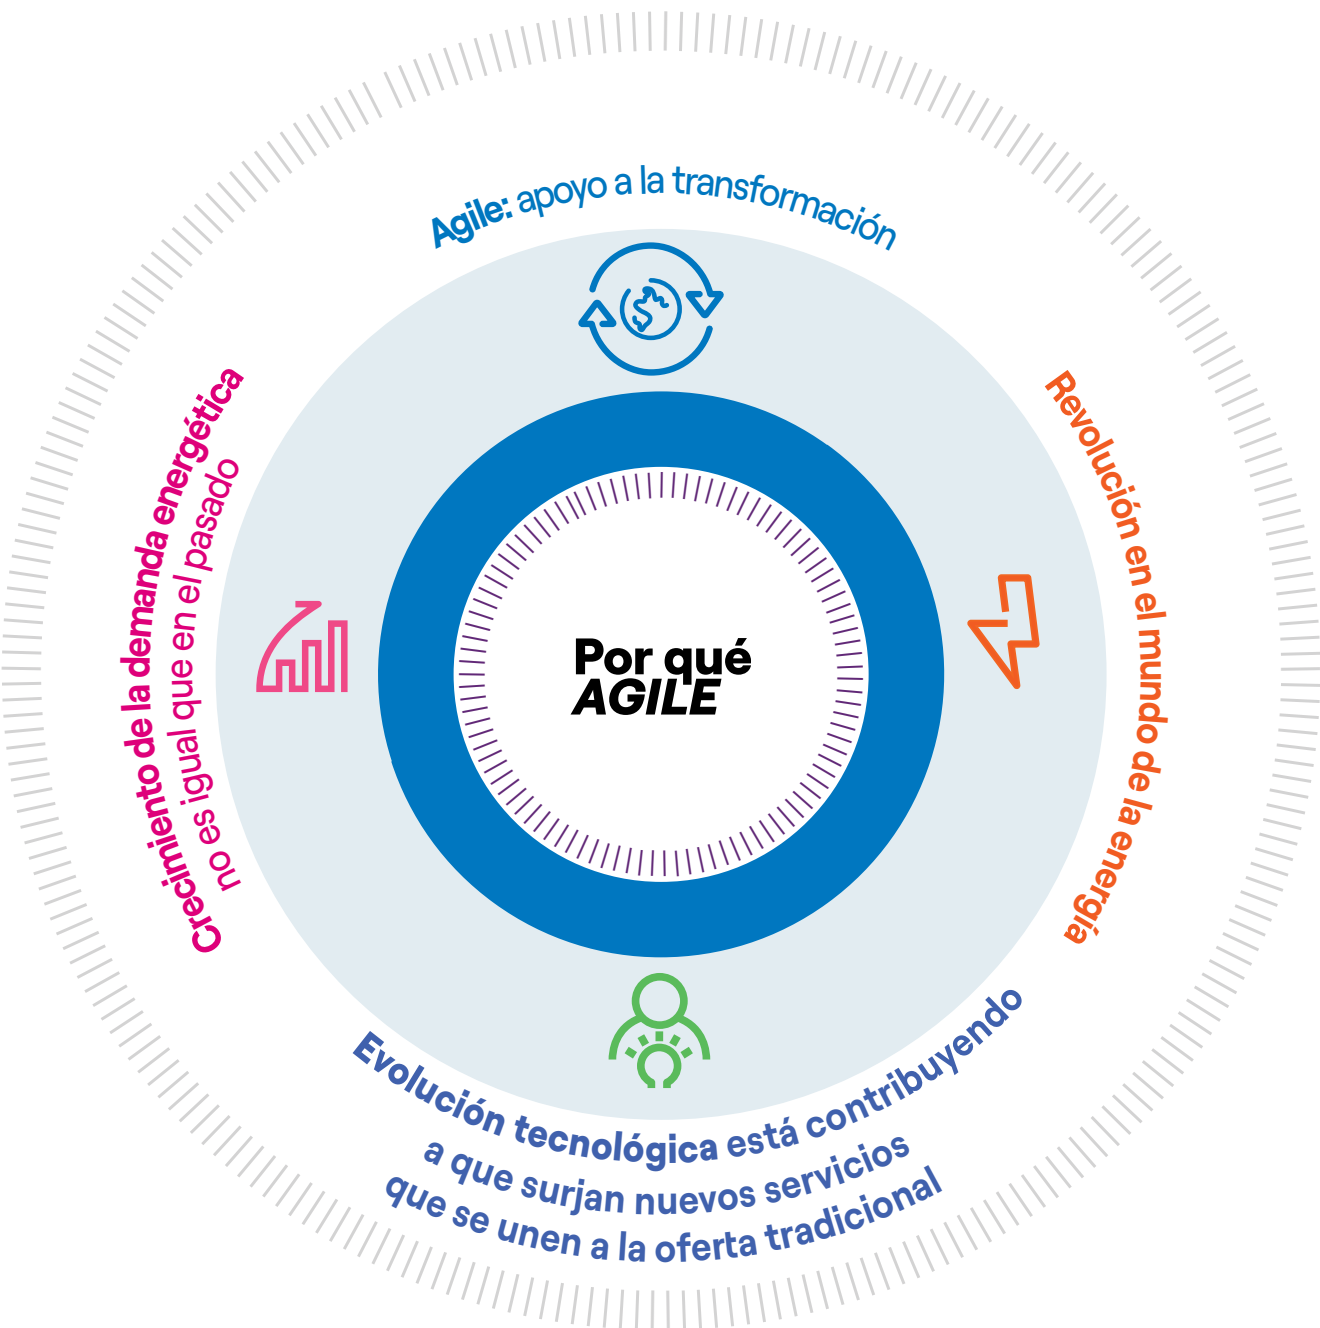 Agile: apoyo a la transformación
Crecimiento de la demanda energética
no es igual que en el pasado
Revolución en el mundo de la energía
Por qué
AGILE
Evolución tecnológica está contribuyendo
a que surjan nuevos servicios
que se unen a la oferta tradicional